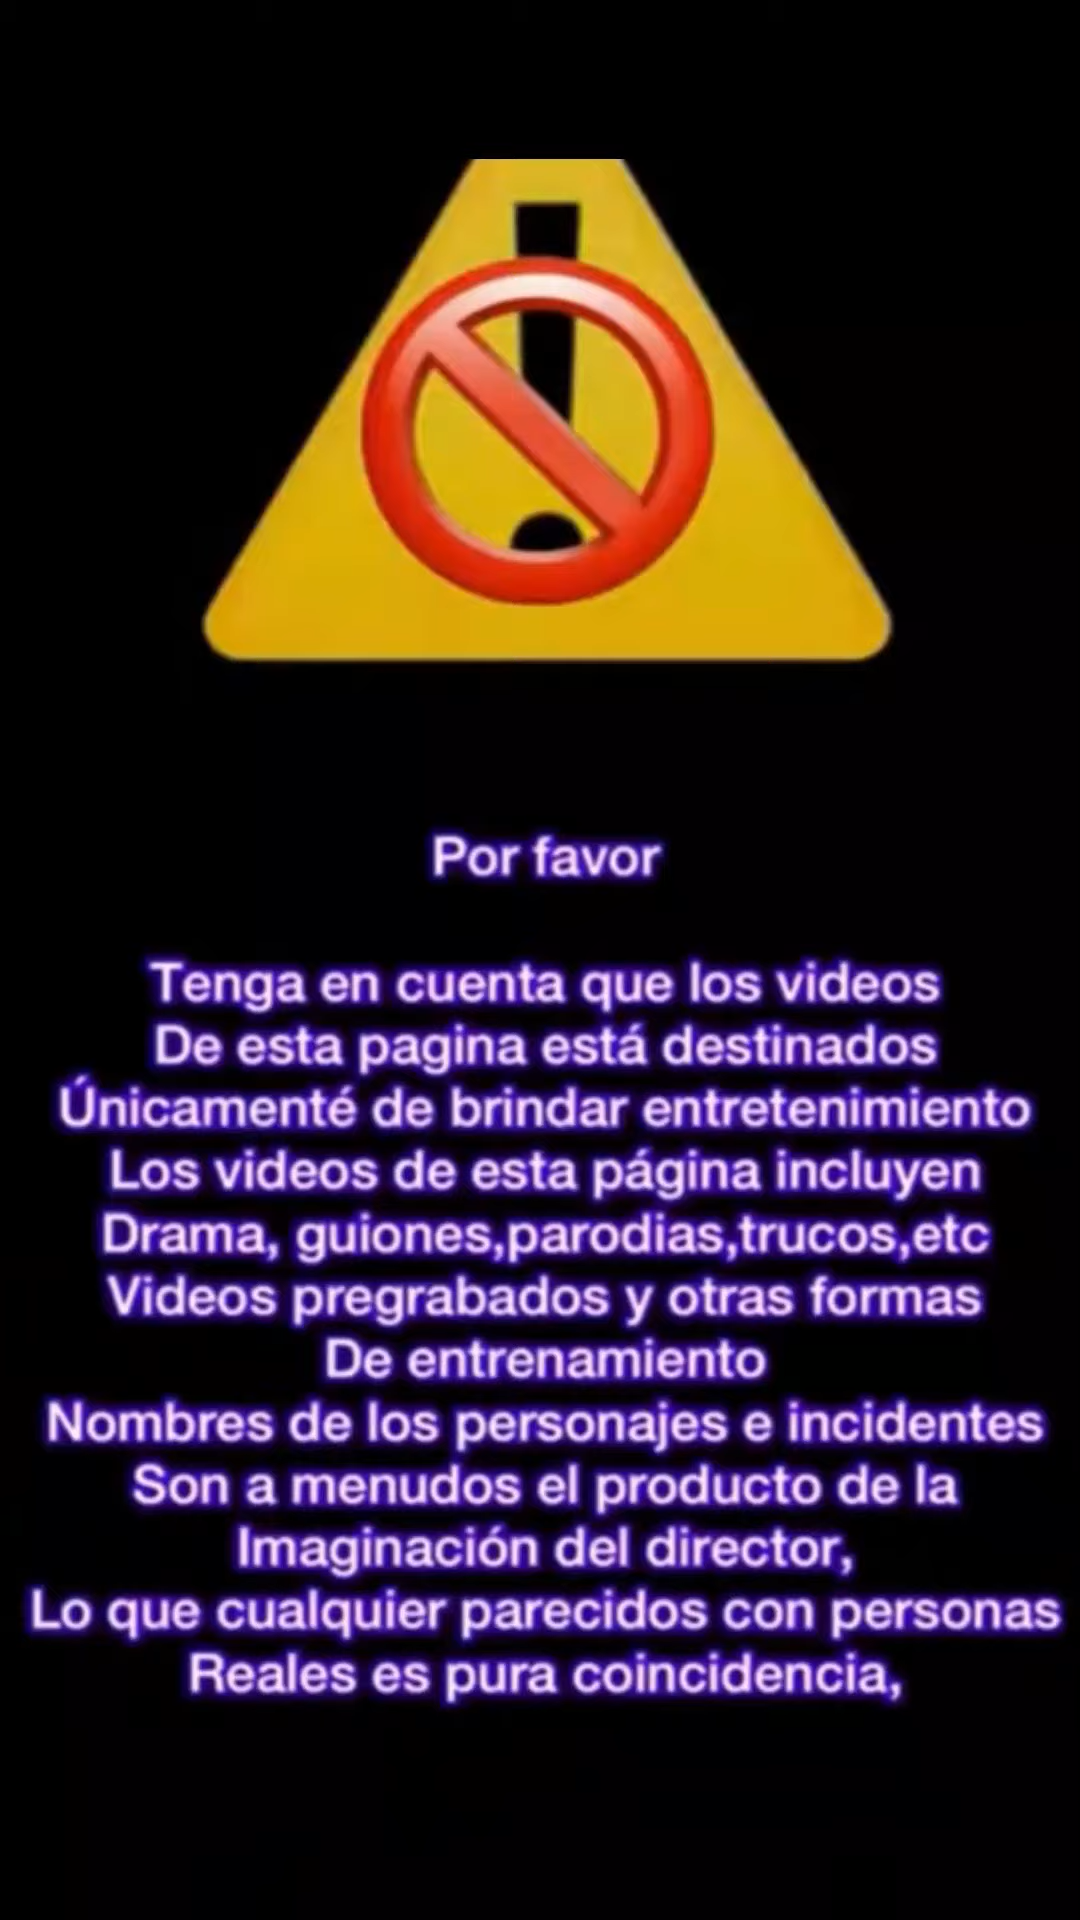 Por favor
Tenga en cuenta que los videos
De esta pagina está destinados
Únicamenté de brindar entretenimiento
Los videos de esta página incluyen
Drama, guiones,parodias,trucos,etc
Videos pregrabados y otras formas
De entrenamiento
Nombres de los personajes e incidentes
Son a menudos el producto de la
Imaginación del director,
Lo que cualquier parecidos con personas
Reales es pura coincidencia,